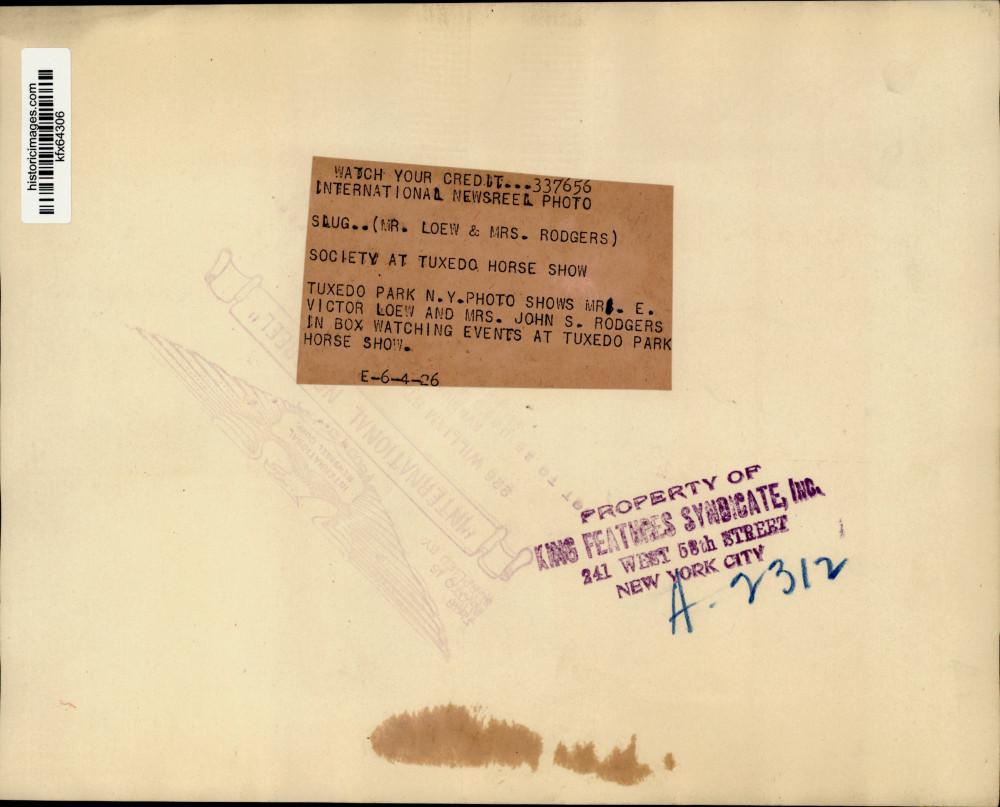 historicimages.com
kfx64306
WATCH YOUR CREDIT...337656
INTERNATIONAL NEWSREEL PHOTO
SLUG..(MR. LOEW & MRS. RODGERS)
SOCIETY AT TUXEDO HORSE SHOW
TUXEDO PARK N.Y.PHOTO SHOWS MR. E.
VICTOR LOEW AND MRS. JOHN S. RODGERS
IN BOX WATCHING EVENTS AT TUXEDO PARK
HORSE SHOW.
E-6-4-26
"INTERNATIONAL NEWSREEL"
PROPERTY OF
KING FEATURES SYNDICATE, INC.
241 WEST 58th STREET
NEW YORK CITY
A-2312